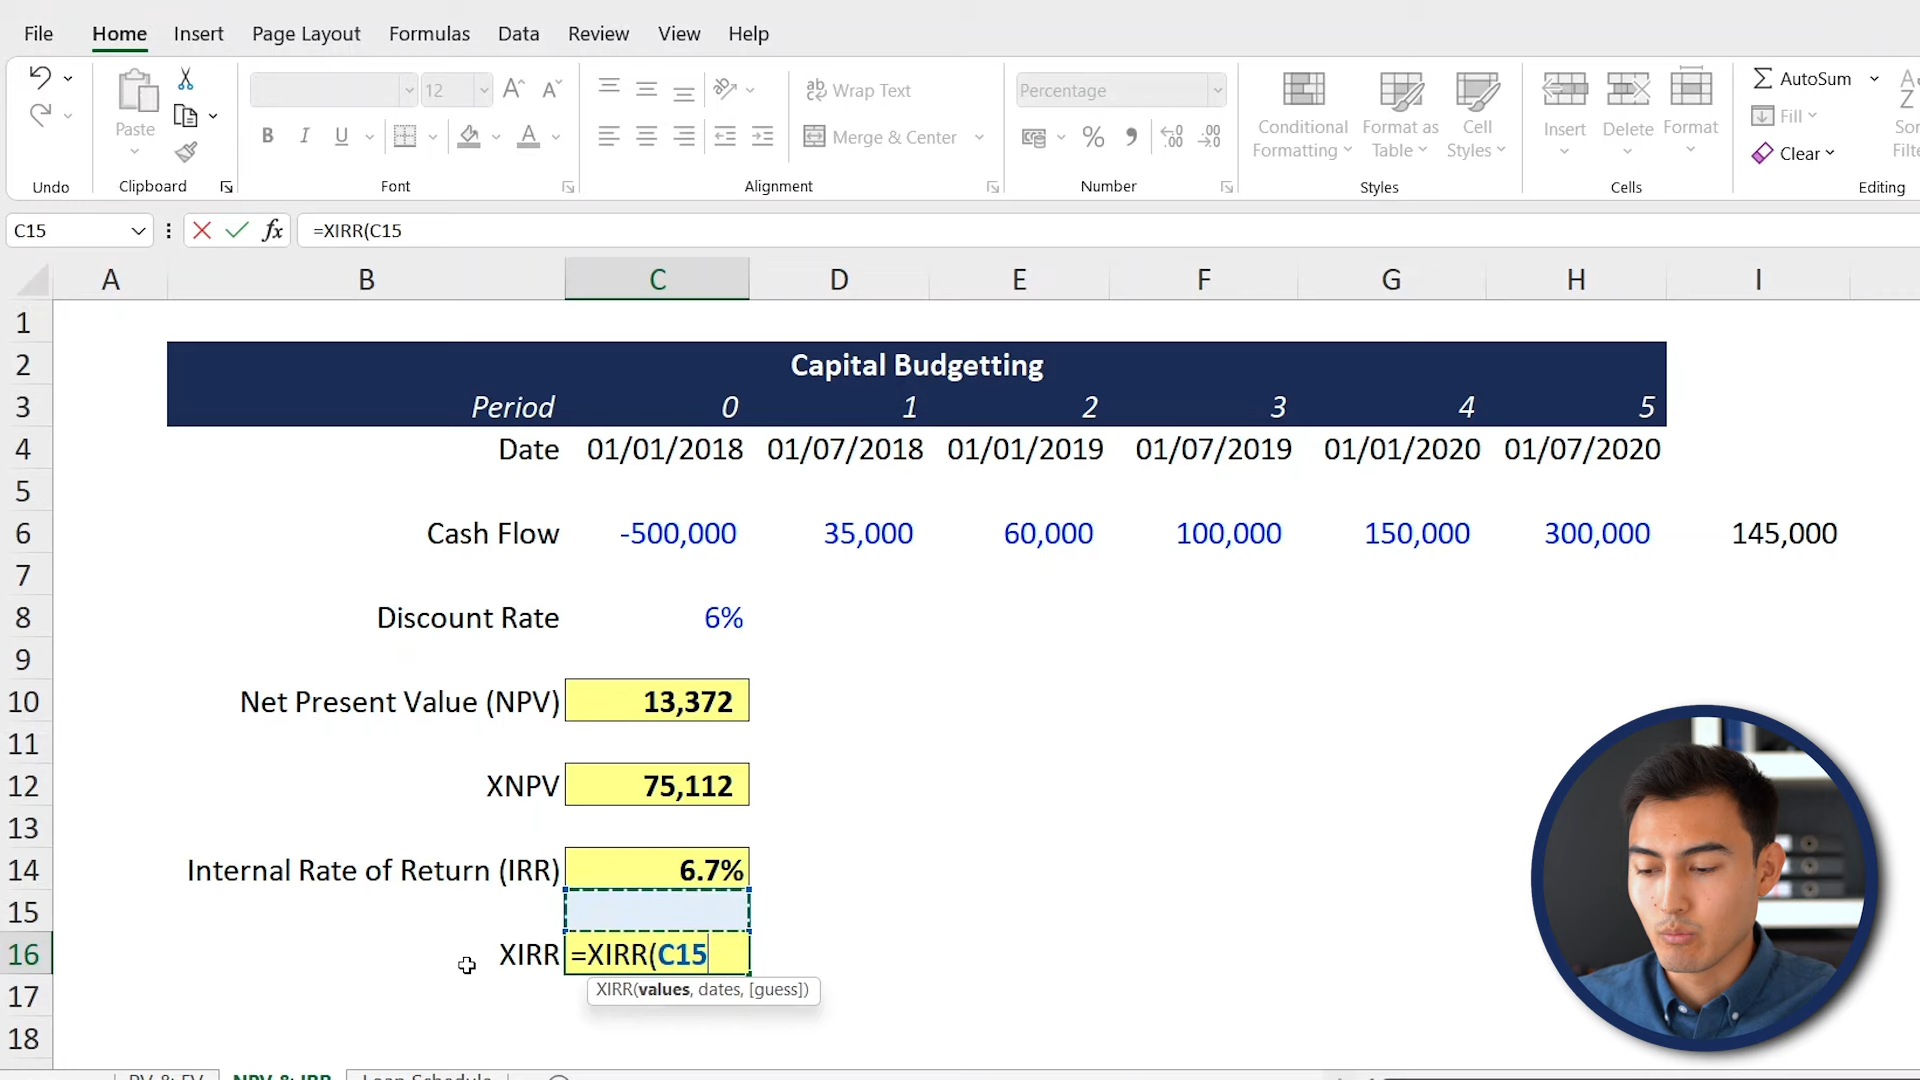 File Home Insert Page Layout Formulas Data Review View Help
12 Wrap Text Percentage AutoSum
Paste Conditional Format as Cell Insert Delete Format Fill
B I U Merge & Center % Formatting Table Styles Clear
Undo Clipboard Font Alignment Number Styles Cells Editing
C15 fx =XIRR(C15
A B C D E F G H I
1
2 Capital Budgetting
3 Period 0 1 2 3 4 5
4 Date 01/01/2018 01/07/2018 01/01/2019 01/07/2019 01/01/2020 01/07/2020
5
6 Cash Flow -500,000 35,000 60,000 100,000 150,000 300,000 145,000
7
8 Discount Rate 6%
9
10 Net Present Value (NPV) 13,372
11
12 XNPV 75,112
13
14 Internal Rate of Return (IRR) 6.7%
15
16 XIRR =XIRR(C15
17 XIRR(values, dates, [guess])
18
PV & FV NPV & IRR Loan Schedule